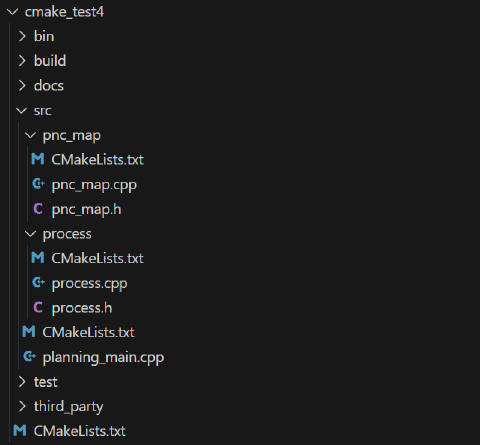 cmake_test4
bin
build
docs
src
pnc_map
CMakeLists.txt
pnc_map.cpp
pnc_map.h
process
CMakeLists.txt
process.cpp
process.h
CMakeLists.txt
planning_main.cpp
test
third_party
CMakeLists.txt